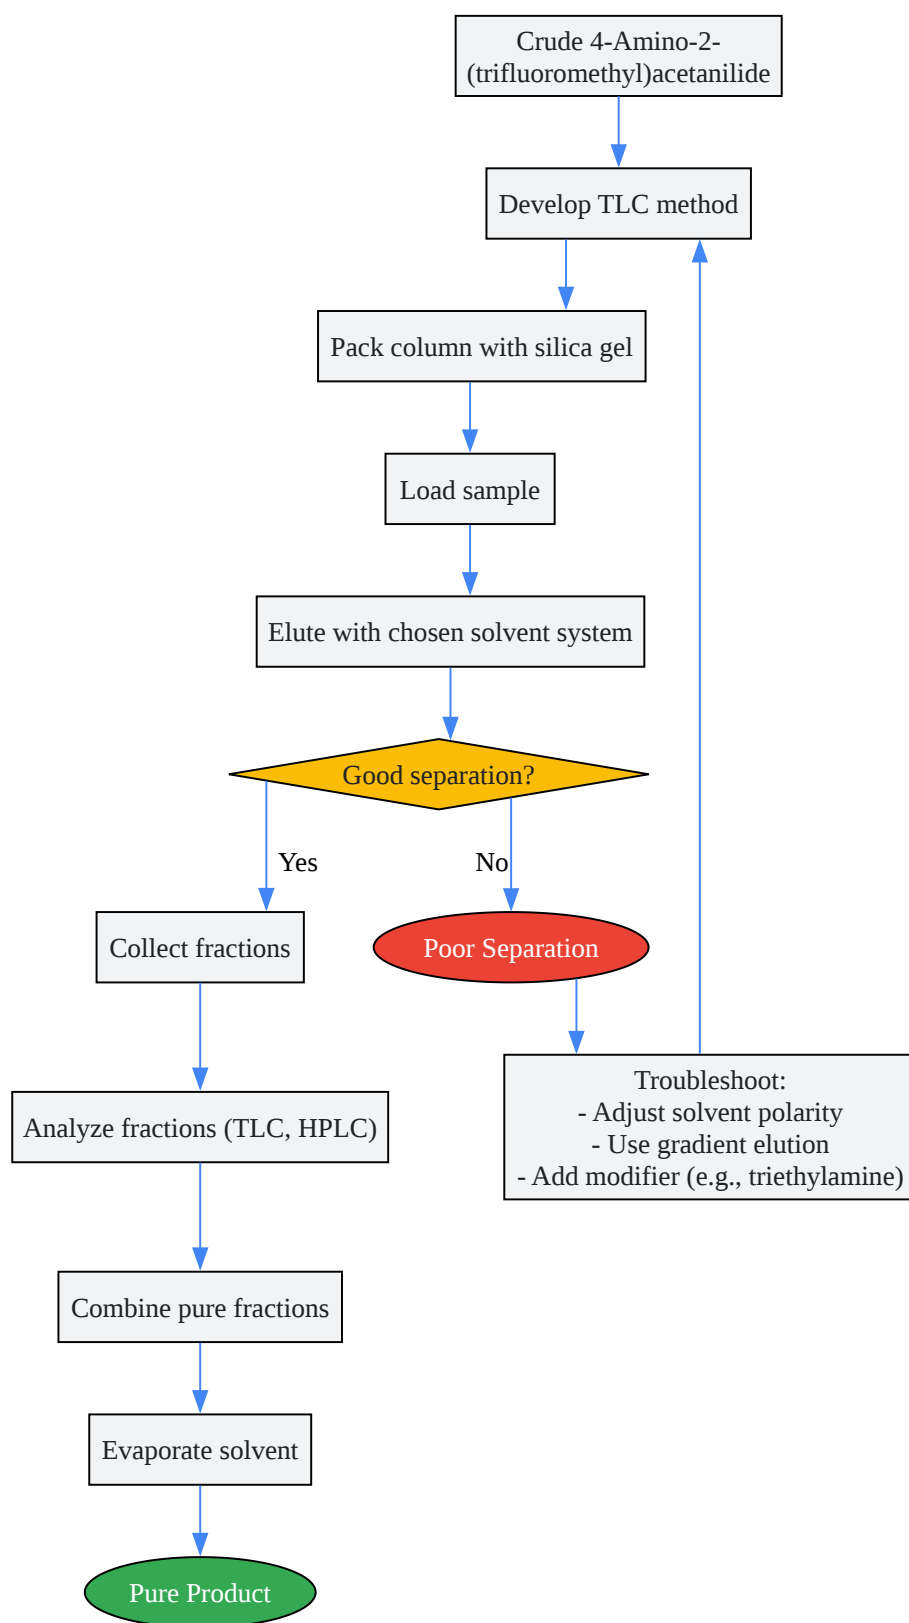 Crude 4-Amino-2-
(trifluoromethyl)acetanilide
Develop TLC method
Pack column with silica gel
Load sample
Elute with chosen solvent system
Good separation?
Yes
No
Collect fractions
Poor Separation
Troubleshoot:
- Adjust solvent polarity
- Use gradient elution
- Add modifier (e.g., triethylamine)
Analyze fractions (TLC, HPLC)
Combine pure fractions
Evaporate solvent
Pure Product